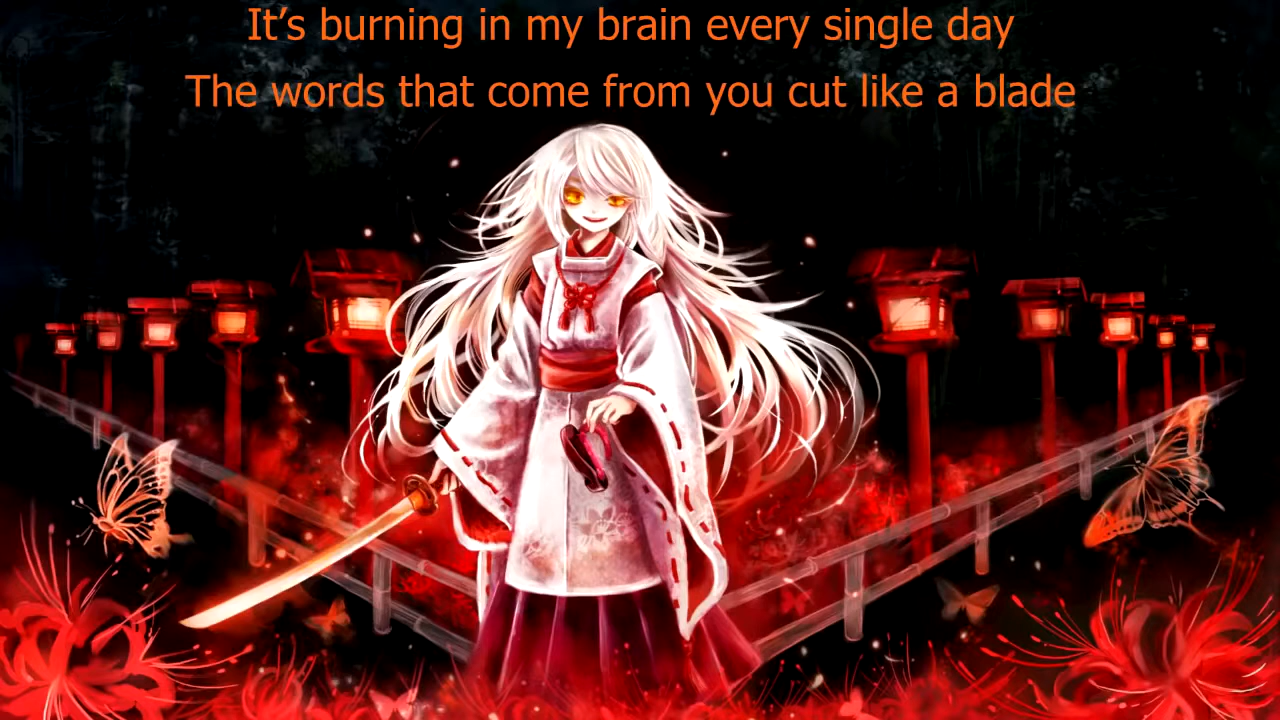 It’s burning in my brain every single day
The words that come from you cut like a blade